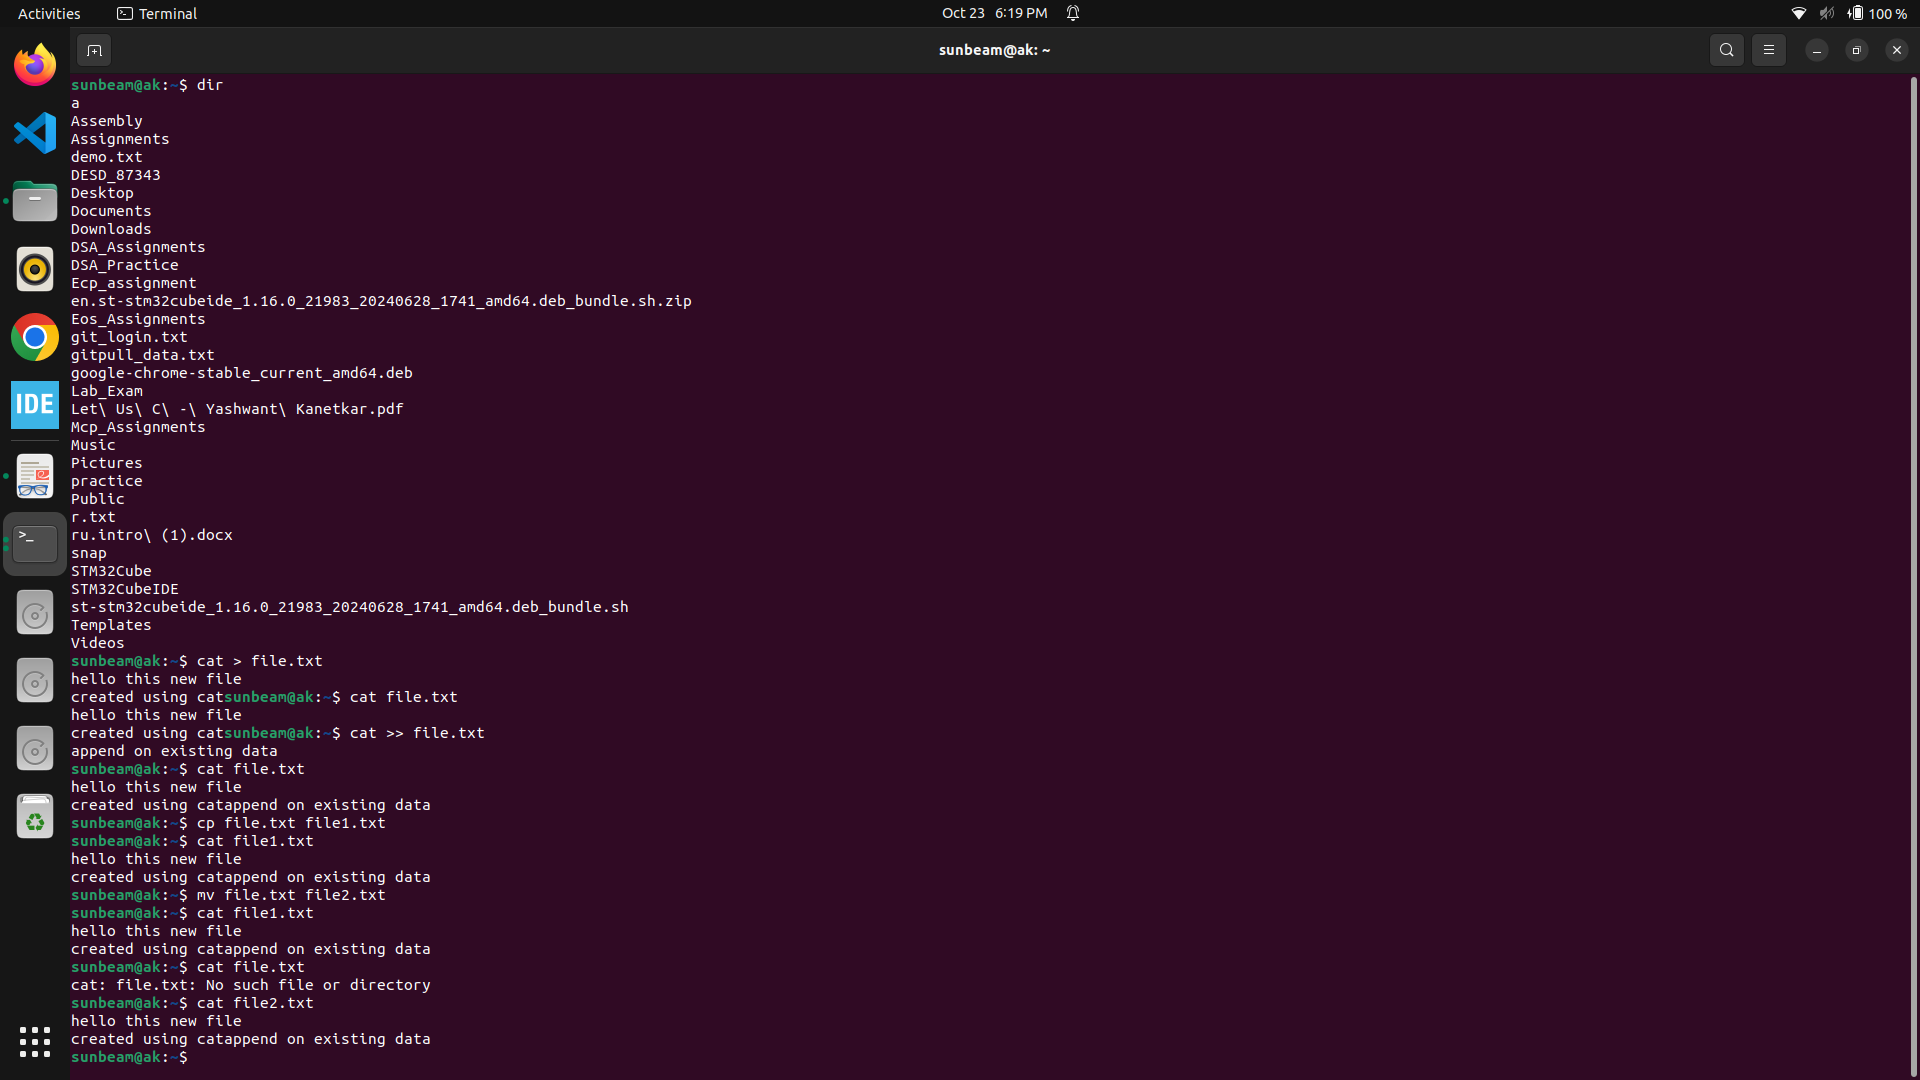 Activities
Terminal
Oct 23 6:19 PM
100 %
sunbeam@ak: ~
IDE
>_
sunbeam@ak:~$ dir
a
Assembly
Assignments
demo.txt
DESD_87343
Desktop
Documents
Downloads
DSA_Assignments
DSA_Practice
Ecp_assignment
en.st-stm32cubeide_1.16.0_21983_20240628_1741_amd64.deb_bundle.sh.zip
Eos_Assignments
git_login.txt
gitpull_data.txt
google-chrome-stable_current_amd64.deb
Lab_Exam
Let\ Us\ C\ -\ Yashwant\ Kanetkar.pdf
Mcp_Assignments
Music
Pictures
practice
Public
r.txt
ru.intro\ (1).docx
snap
STM32Cube
STM32CubeIDE
st-stm32cubeide_1.16.0_21983_20240628_1741_amd64.deb_bundle.sh
Templates
Videos
sunbeam@ak:~$ cat > file.txt
hello this new file
created using catsunbeam@ak:~$ cat file.txt
hello this new file
created using catsunbeam@ak:~$ cat >> file.txt
append on existing data
sunbeam@ak:~$ cat file.txt
hello this new file
created using catappend on existing data
sunbeam@ak:~$ cp file.txt file1.txt
sunbeam@ak:~$ cat file1.txt
hello this new file
created using catappend on existing data
sunbeam@ak:~$ mv file.txt file2.txt
sunbeam@ak:~$ cat file1.txt
hello this new file
created using catappend on existing data
sunbeam@ak:~$ cat file.txt
cat: file.txt: No such file or directory
sunbeam@ak:~$ cat file2.txt
hello this new file
created using catappend on existing data
sunbeam@ak:~$